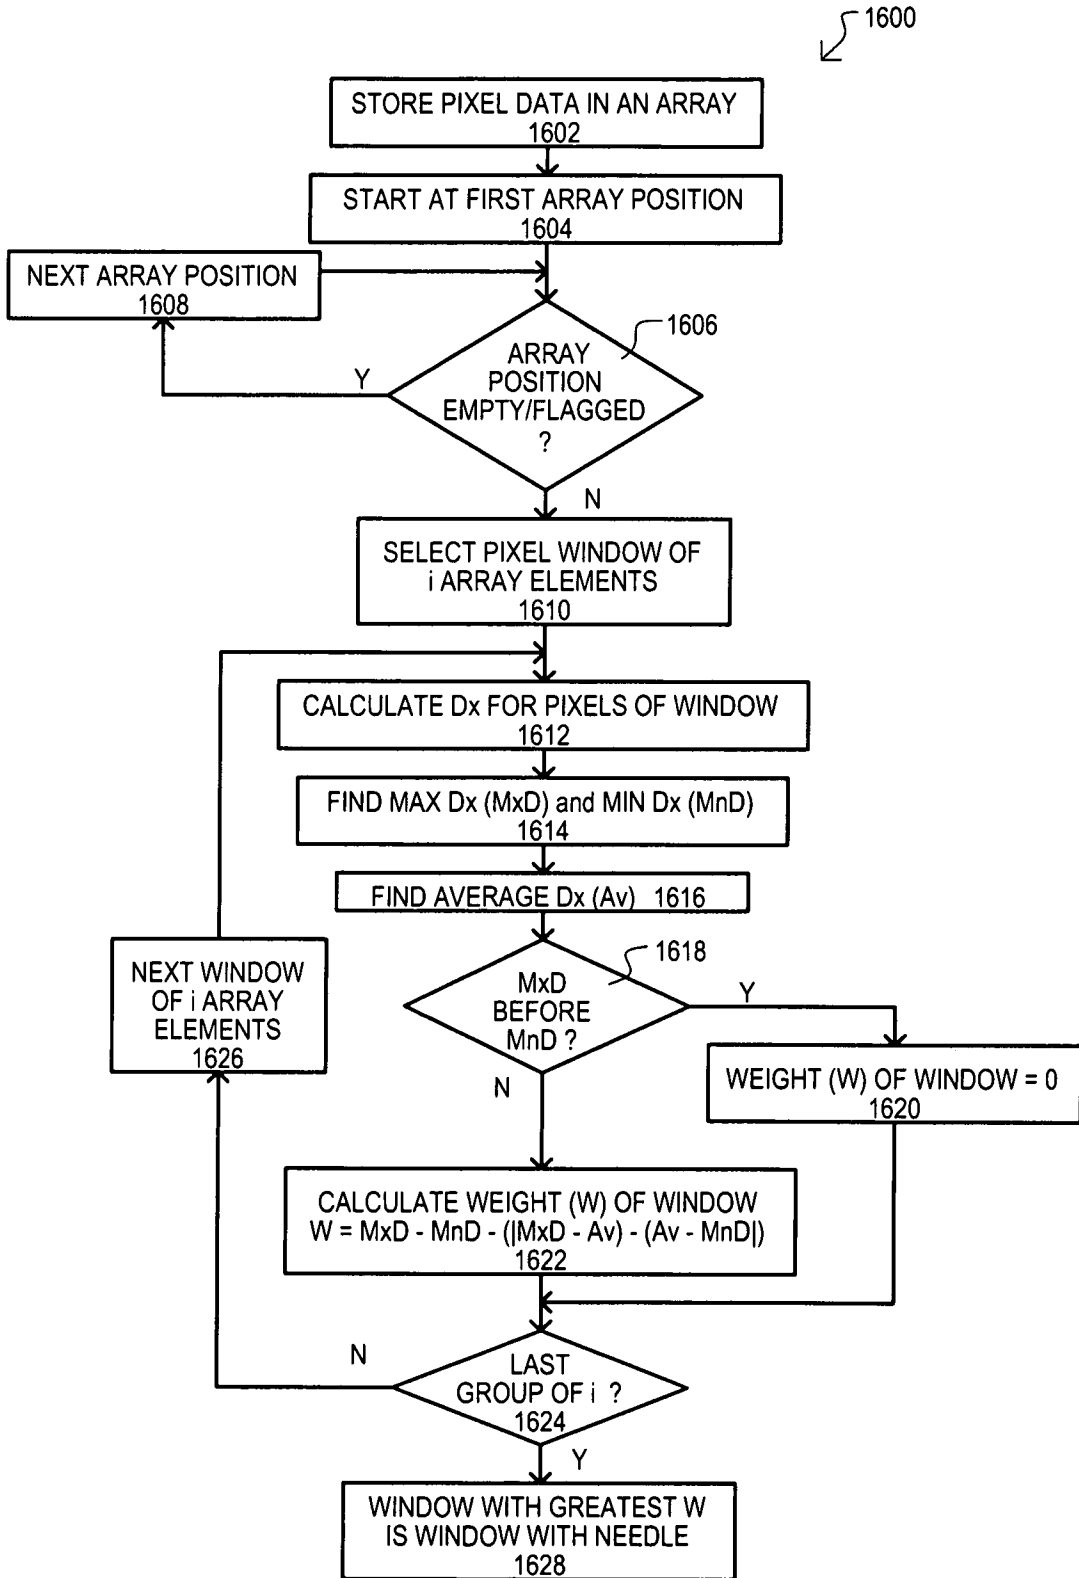 1600
STORE PIXEL DATA IN AN ARRAY
1602
START AT FIRST ARRAY POSITION
1604
NEXT ARRAY POSITION
1608
1606
ARRAY
POSITION
EMPTY/FLAGGED
?
Y
N
SELECT PIXEL WINDOW OF
i ARRAY ELEMENTS
1610
CALCULATE Dx FOR PIXELS OF WINDOW
1612
FIND MAX Dx (MxD) and MIN Dx (MnD)
1614
FIND AVERAGE Dx (Av) 1616
1618
MxD
BEFORE
MnD ?
Y
N
NEXT WINDOW
OF i ARRAY
ELEMENTS
1626
WEIGHT (W) OF WINDOW = 0
1620
CALCULATE WEIGHT (W) OF WINDOW
W = MxD - MnD - (|MxD - Av) - (Av - MnD|)
1622
N
LAST
GROUP OF i ?
1624
Y
WINDOW WITH GREATEST W
IS WINDOW WITH NEEDLE
1628